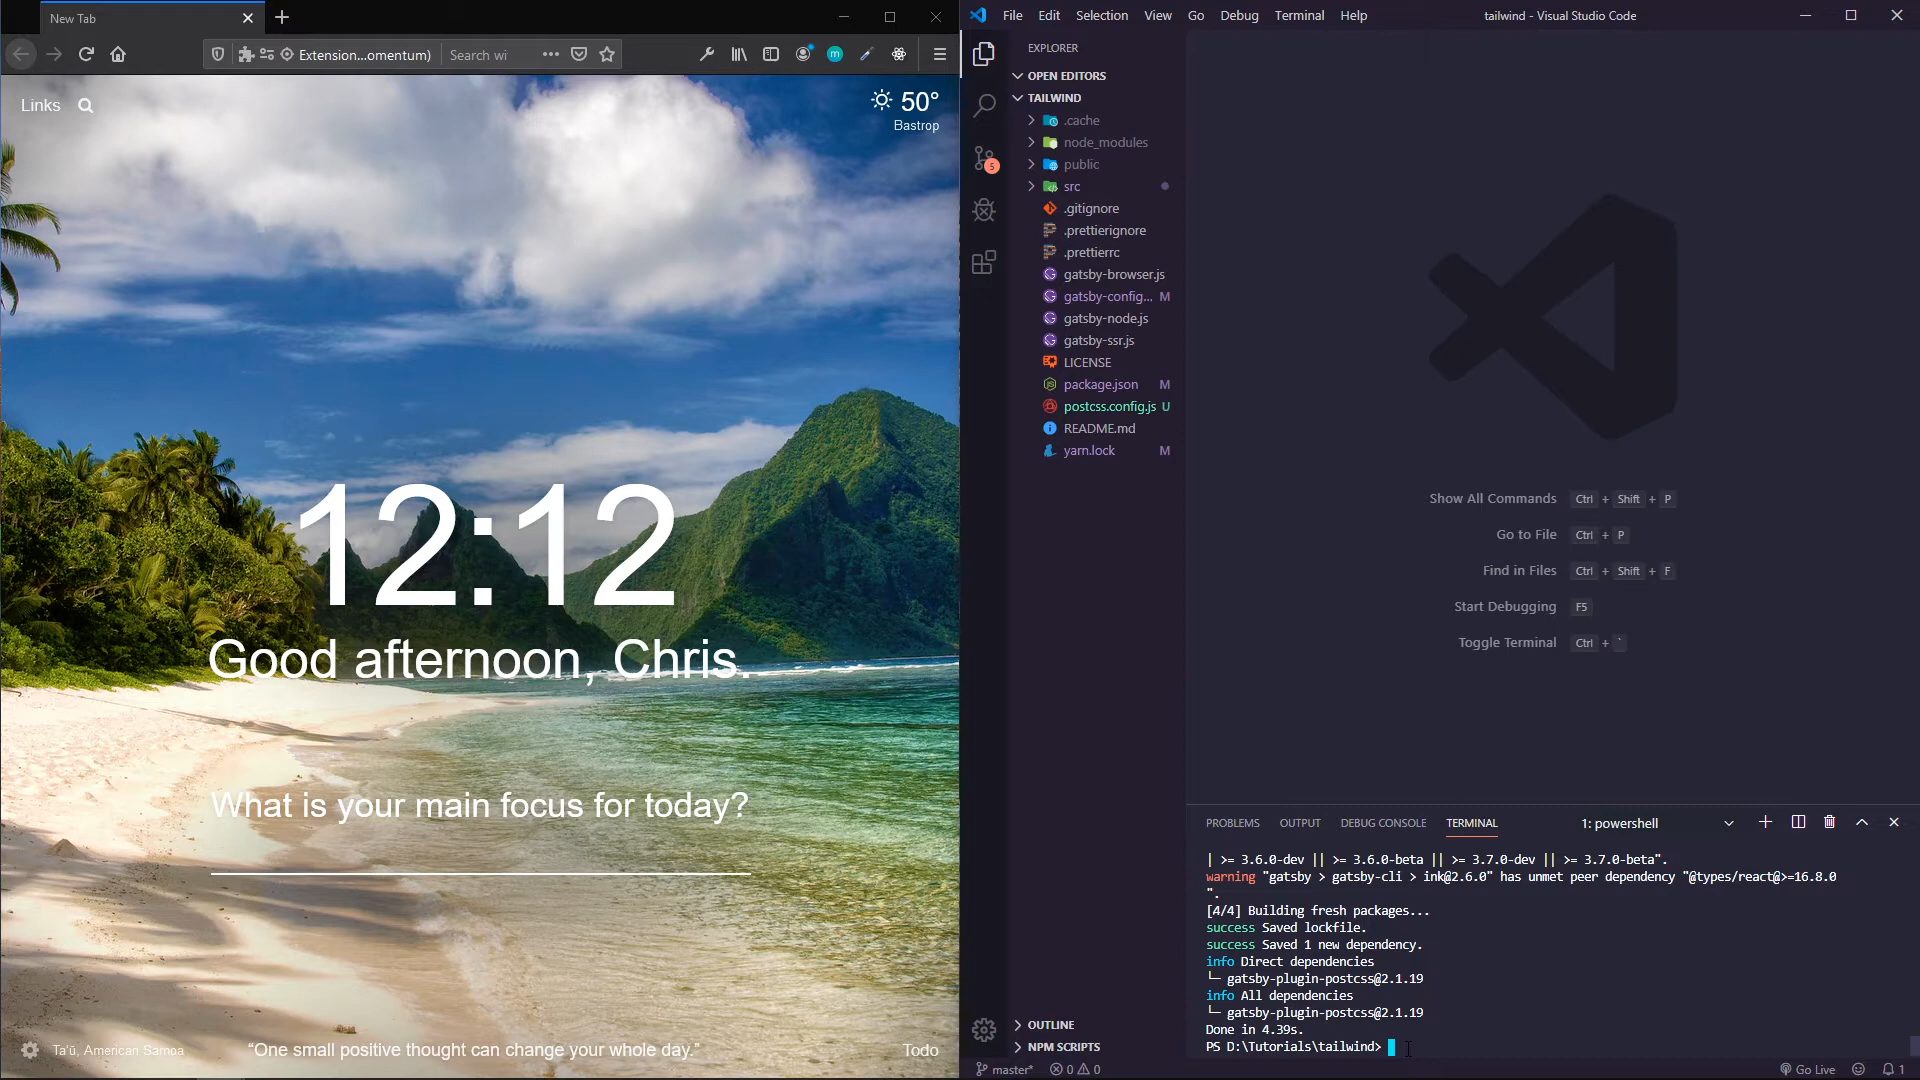 New Tab
Extension...omentum)
Search wi
Links
50°
Bastrop
12:12
Good afternoon, Chris.
What is your main focus for today?
Ta'ū, American Samoa
“One small positive thought can change your whole day.”
Todo
File Edit Selection View Go Debug Terminal Help
tailwind - Visual Studio Code
EXPLORER
OPEN EDITORS
TAILWIND
.cache
node_modules
public
src
.gitignore
.prettierignore
.prettierrc
gatsby-browser.js
gatsby-config... M
gatsby-node.js
gatsby-ssr.js
LICENSE
package.json M
postcss.config.js U
README.md
yarn.lock M
5
OUTLINE
NPM SCRIPTS
Show All Commands Ctrl + Shift + P
Go to File Ctrl + P
Find in Files Ctrl + Shift + F
Start Debugging F5
Toggle Terminal Ctrl + `
PROBLEMS OUTPUT DEBUG CONSOLE TERMINAL
1: powershell
| >= 3.6.0-dev || >= 3.6.0-beta || >= 3.7.0-dev || >= 3.7.0-beta".
warning "gatsby > gatsby-cli > ink@2.6.0" has unmet peer dependency "@types/react@>=16.8.0
".
[4/4] Building fresh packages...
success Saved lockfile.
success Saved 1 new dependency.
info Direct dependencies
└─ gatsby-plugin-postcss@2.1.19
info All dependencies
└─ gatsby-plugin-postcss@2.1.19
Done in 4.39s.
PS D:\Tutorials\tailwind>
master* 0 0
Go Live 1